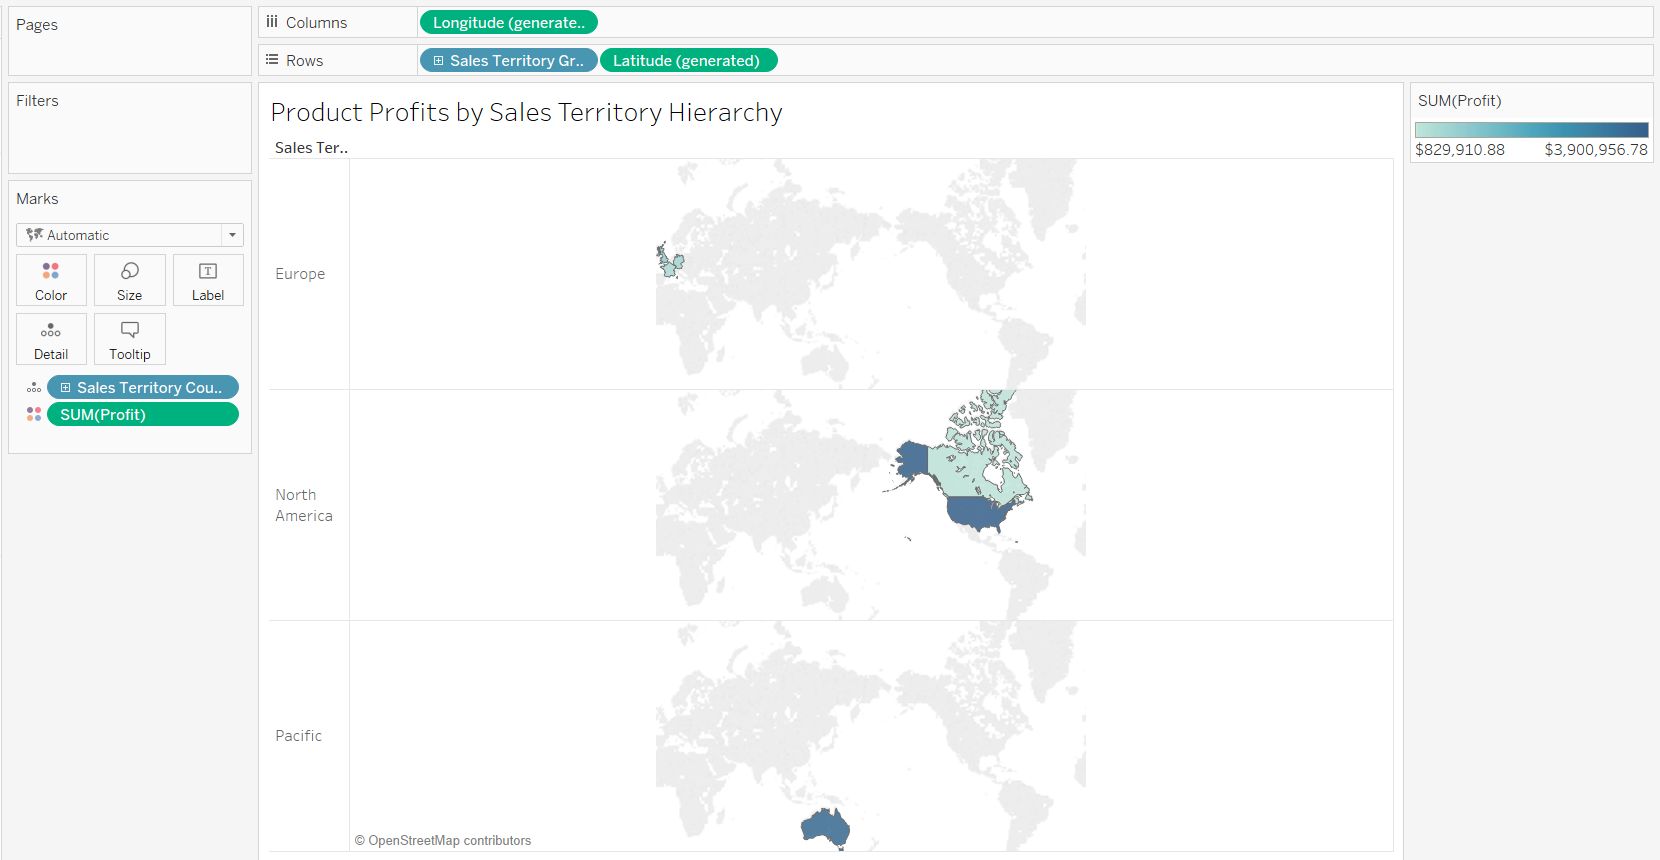 Pages
Columns
Longitude (generate..
Rows
Sales Territory Gr..
Latitude (generated)
Filters
Marks
Automatic
Color
Size
Label
Detail
Tooltip
Sales Territory Cou..
SUM(Profit)
Product Profits by Sales Territory Hierarchy
Sales Ter..
Europe
North
America
Pacific
© OpenStreetMap contributors
SUM(Profit)
$829,910.88
$3,900,956.78